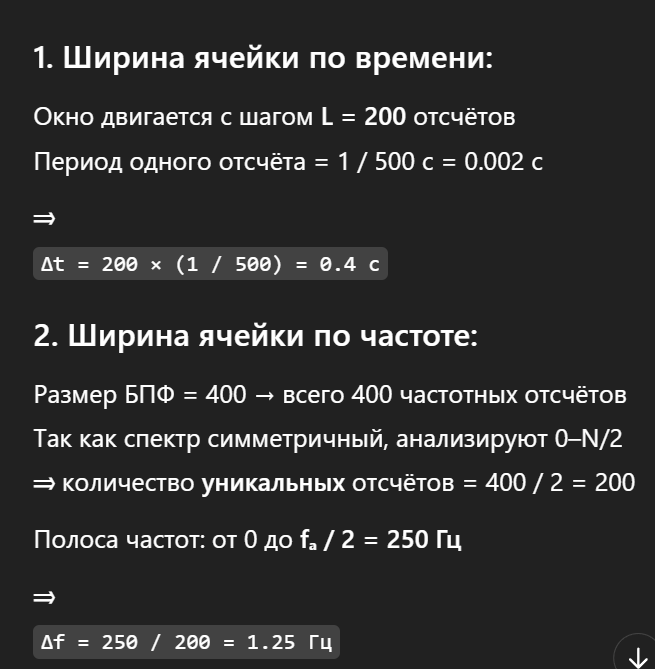 1. Ширина ячейки по времени:
Окно двигается с шагом L = 200 отсчётов
Период одного отсчёта = 1 / 500 с = 0.002 с
⇒
Δt = 200 × (1 / 500) = 0.4 с
2. Ширина ячейки по частоте:
Размер БПФ = 400 → всего 400 частотных отсчётов
Так как спектр симметричный, анализируют 0–N/2
⇒ количество уникальных отсчётов = 400 / 2 = 200
Полоса частот: от 0 до fₐ / 2 = 250 Гц
⇒
Δf = 250 / 200 = 1.25 Гц